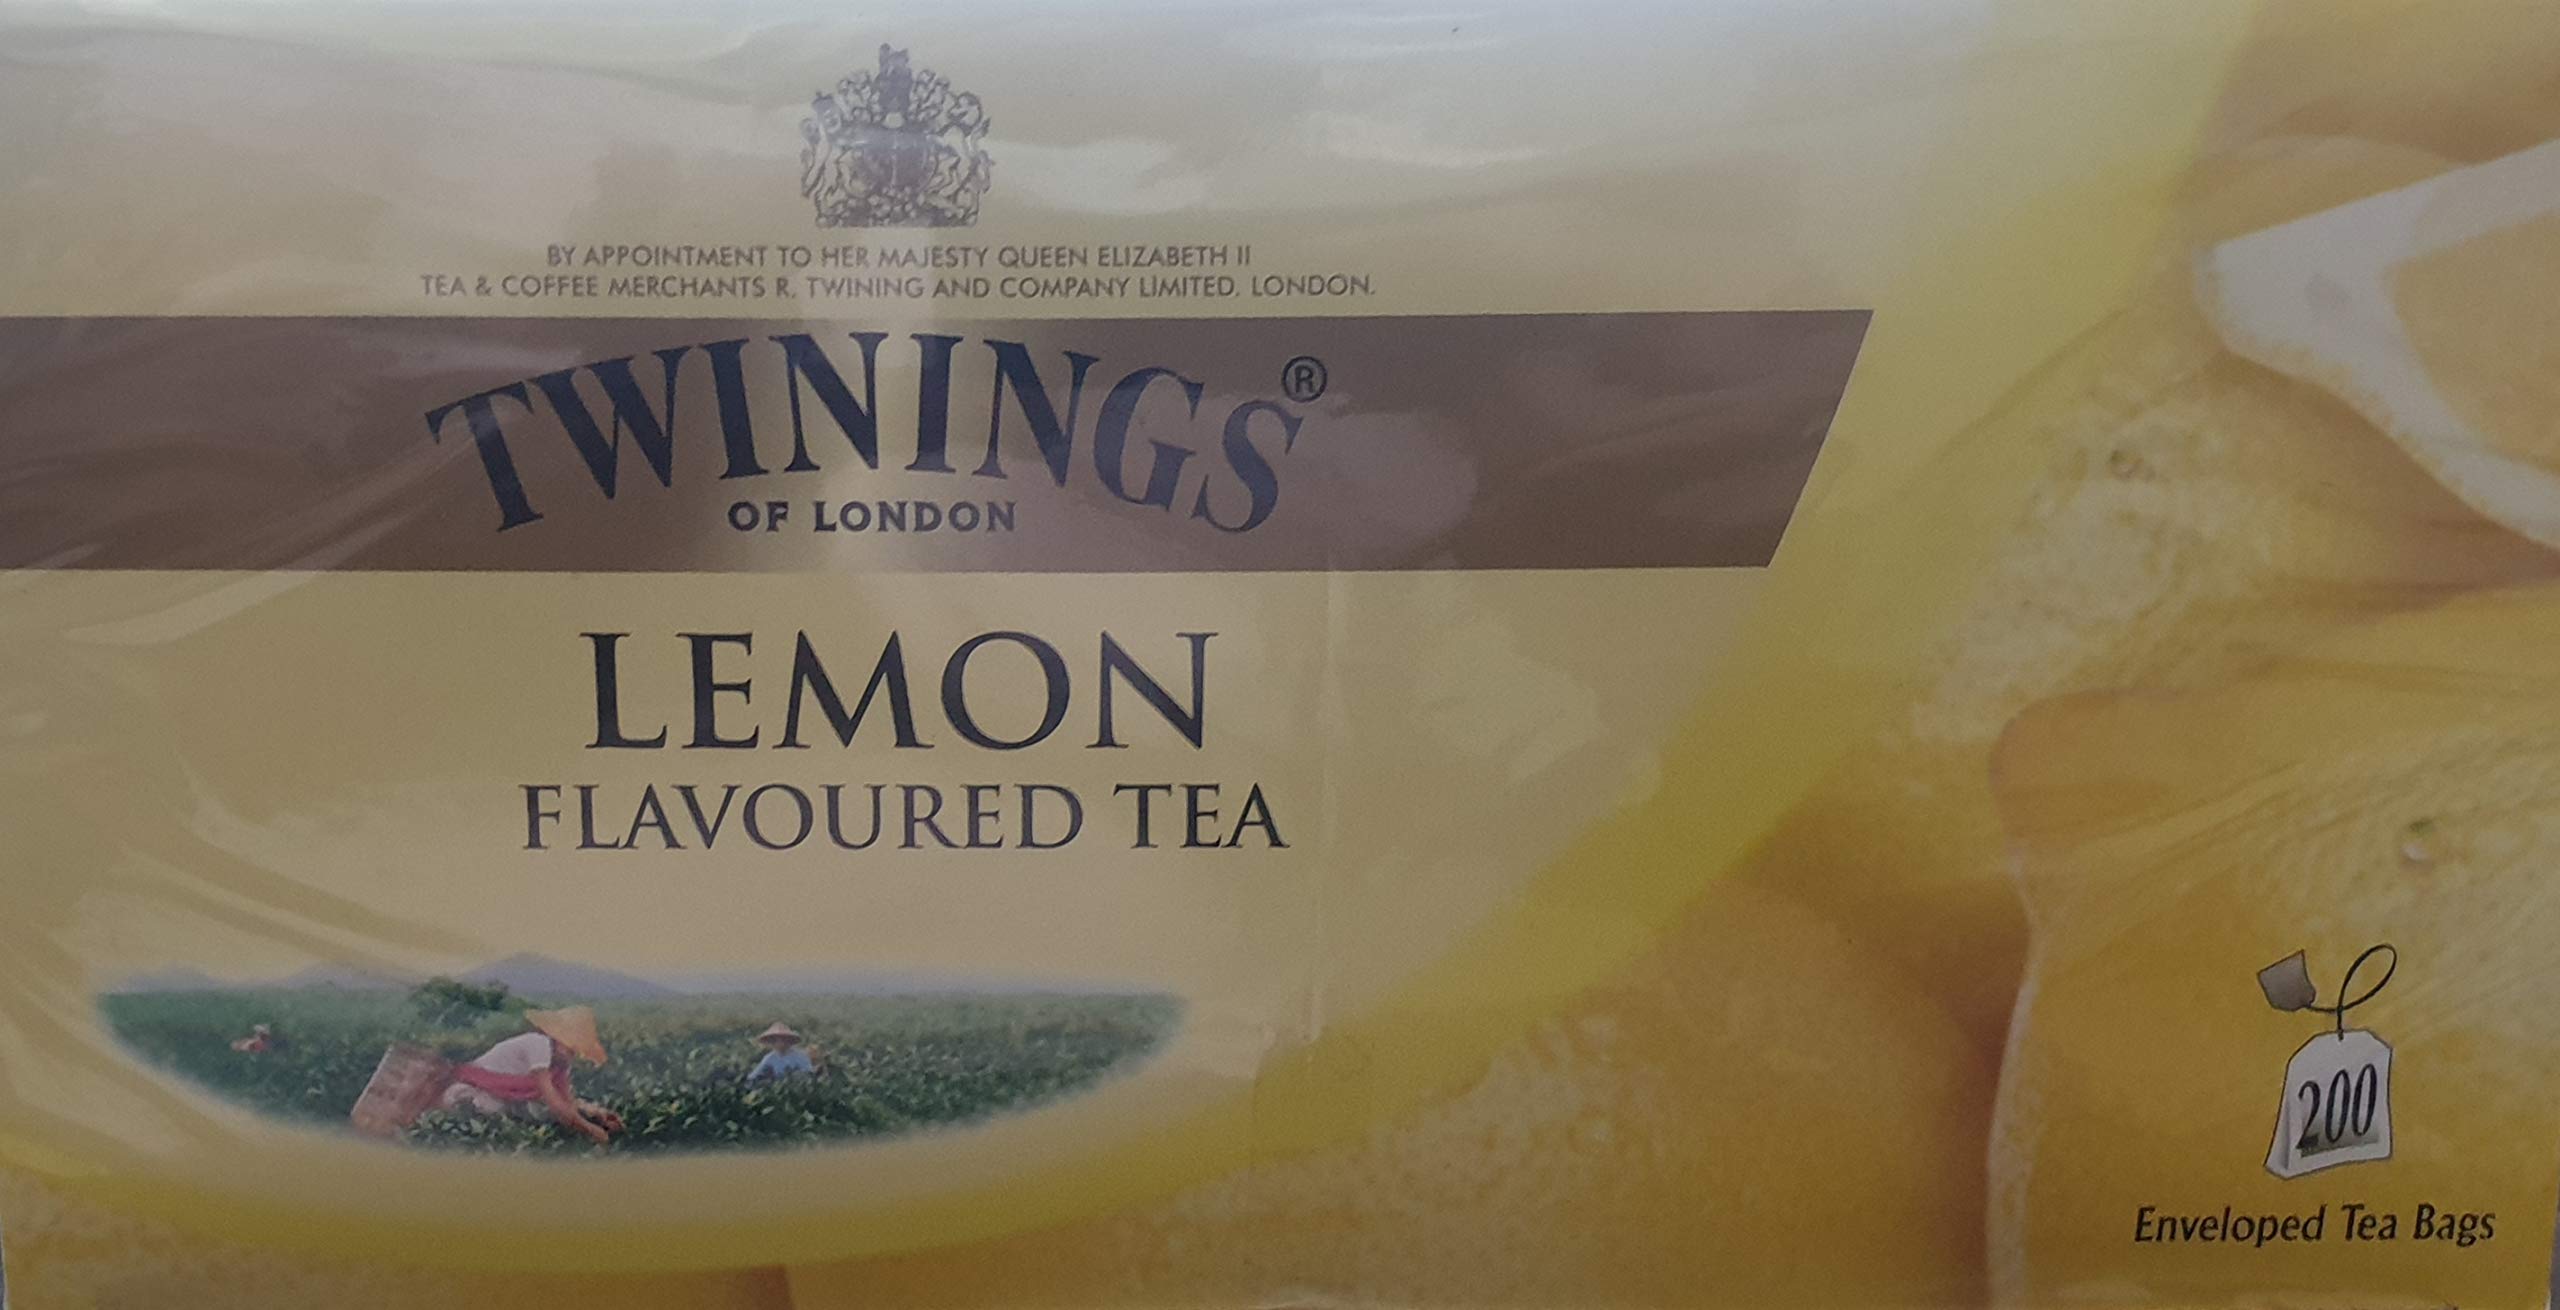 BY APPOINTMENT TO HER MAJESTY QUEEN ELIZABETH II
TEA & COFFEE MERCHANTS R. TWINING AND COMPANY LIMITED. LONDON.
TWININGS®
OF LONDON
LEMON
FLAVOURED TEA
200
Enveloped Tea Bags